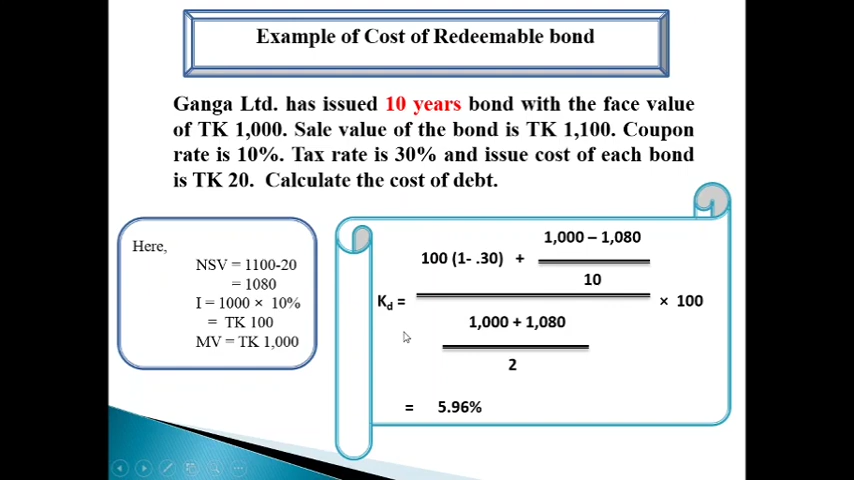 Example of Cost of Redeemable bond
Ganga Ltd. has issued 10 years bond with the face value
of TK 1,000. Sale value of the bond is TK 1,100. Coupon
rate is 10%. Tax rate is 30% and issue cost of each bond
is TK 20. Calculate the cost of debt.
Here,
NSV = 1100-20
= 1080
I = 1000 × 10%
= TK 100
MV = TK 1,000
1,000 – 1,080
100 (1- .30) +
10
Kd =
× 100
1,000 + 1,080
2
= 5.96%